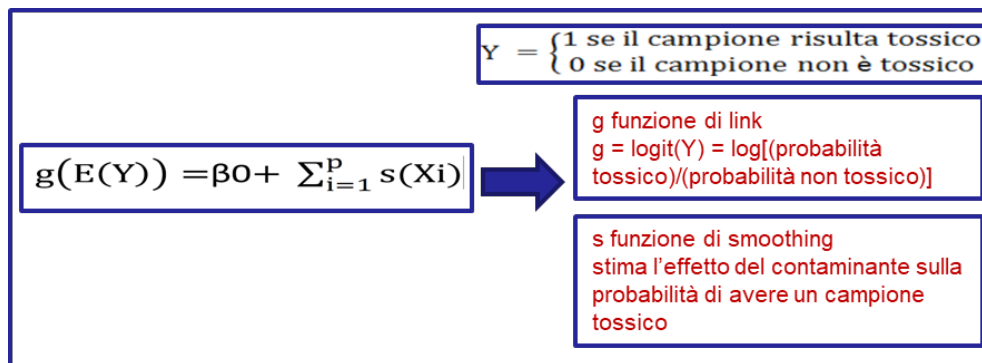 Y = {1 se il campione risulta tossico
0 se il campione non è tossico
g(E(Y)) =β0+ ∑ᵖᵢ₌₁ s(Xi)
g funzione di link
g = logit(Y) = log[(probabilità
tossico)/(probabilità non tossico)]
s funzione di smoothing
stima l’effetto del contaminante sulla
probabilità di avere un campione
tossico